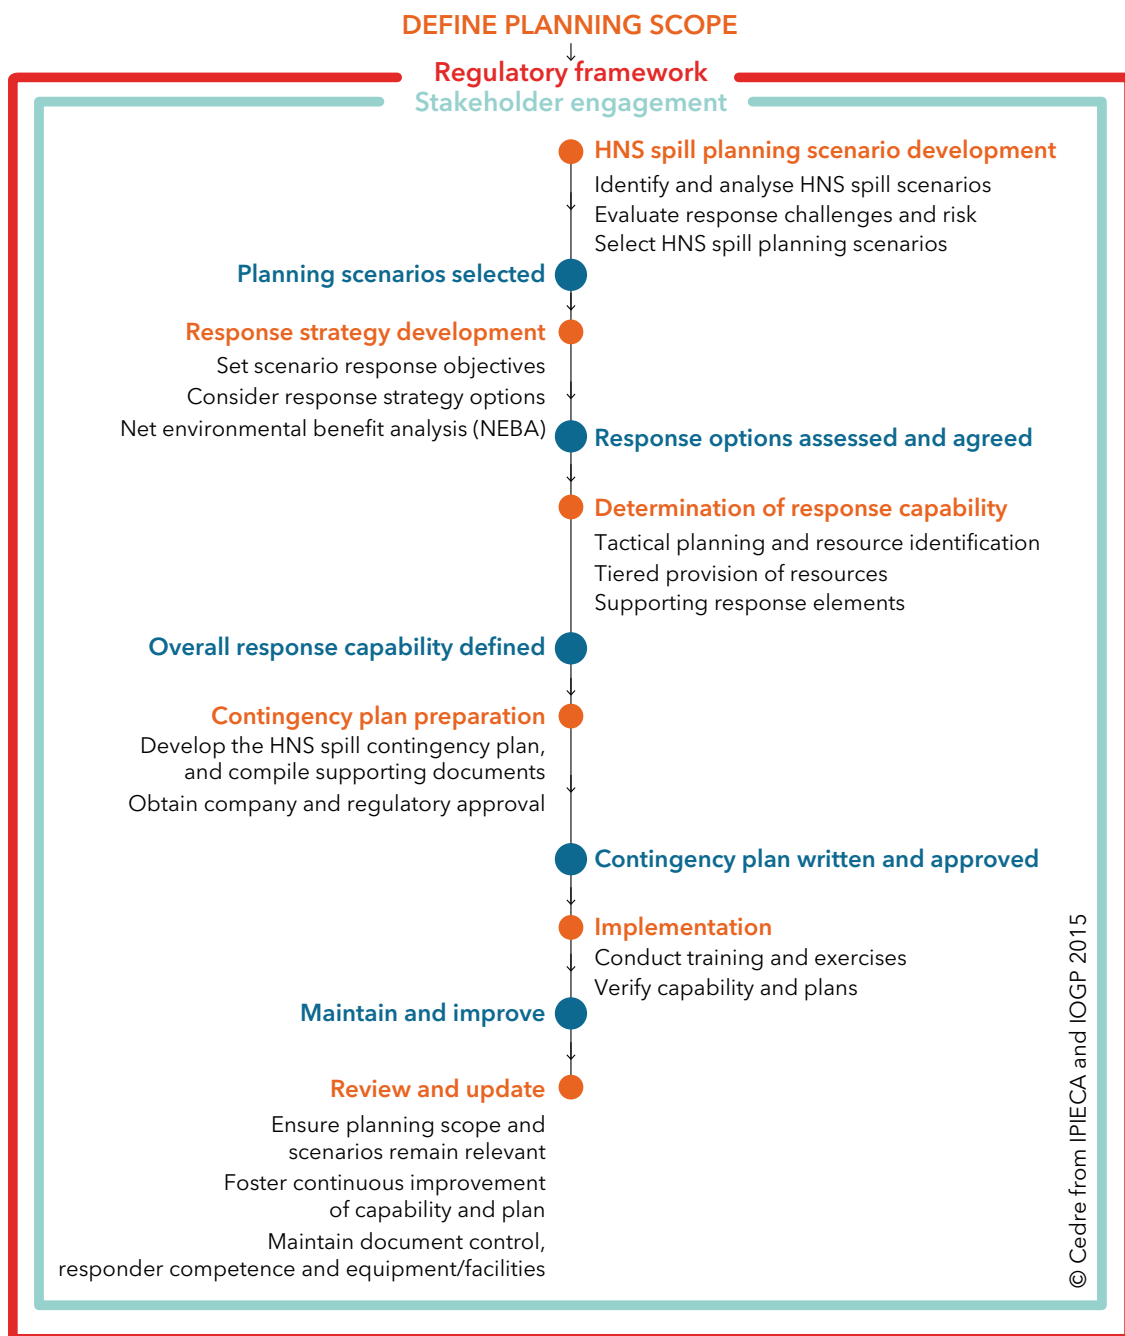 DEFINE PLANNING SCOPE
Regulatory framework
Stakeholder engagement
HNS spill planning scenario development
Identify and analyse HNS spill scenarios
Evaluate response challenges and risk
Select HNS spill planning scenarios
Planning scenarios selected
Response strategy development
Set scenario response objectives
Consider response strategy options
Net environmental benefit analysis (NEBA)
Response options assessed and agreed
Determination of response capability
Tactical planning and resource identification
Tiered provision of resources
Supporting response elements
Overall response capability defined
Contingency plan preparation
Develop the HNS spill contingency plan,
and compile supporting documents
Obtain company and regulatory approval
Contingency plan written and approved
Implementation
Conduct training and exercises
Verify capability and plans
Maintain and improve
Review and update
Ensure planning scope and
scenarios remain relevant
Foster continuous improvement
of capability and plan
Maintain document control,
responder competence and equipment/facilities
© Cedre from IPIECA and IOGP 2015